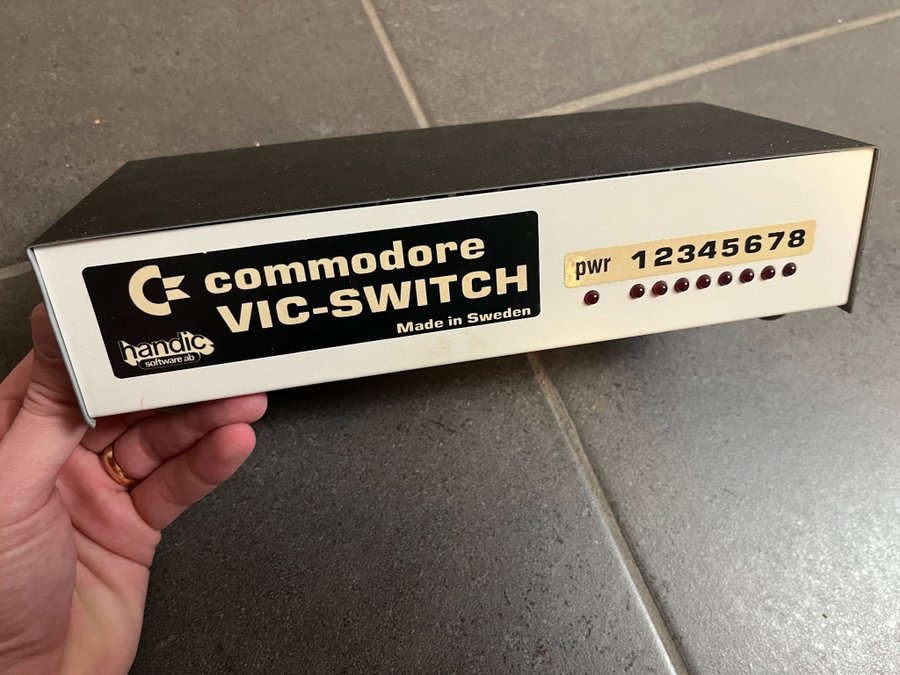 commodore
VIC-SWITCH
Made in Sweden
handic
software ab
pwr 12345678